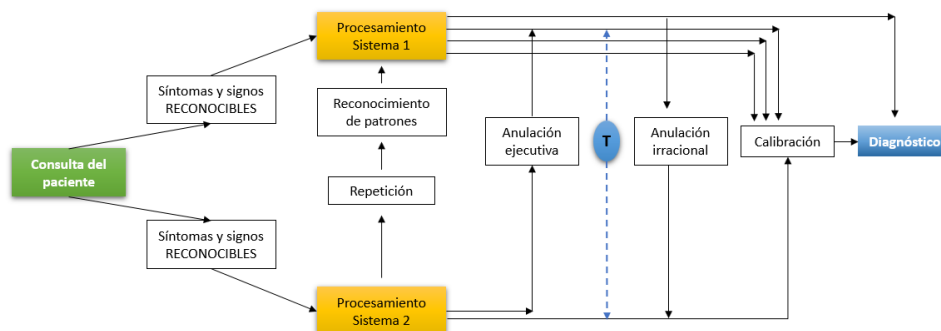 Procesamiento
Sistema 1
Síntomas y signos
RECONOCIBLES
Reconocimiento
de patrones
Anulación
ejecutiva
T
Anulación
irracional
Calibración
Diagnóstico
Consulta del
paciente
Repetición
Síntomas y signos
RECONOCIBLES
Procesamiento
Sistema 2